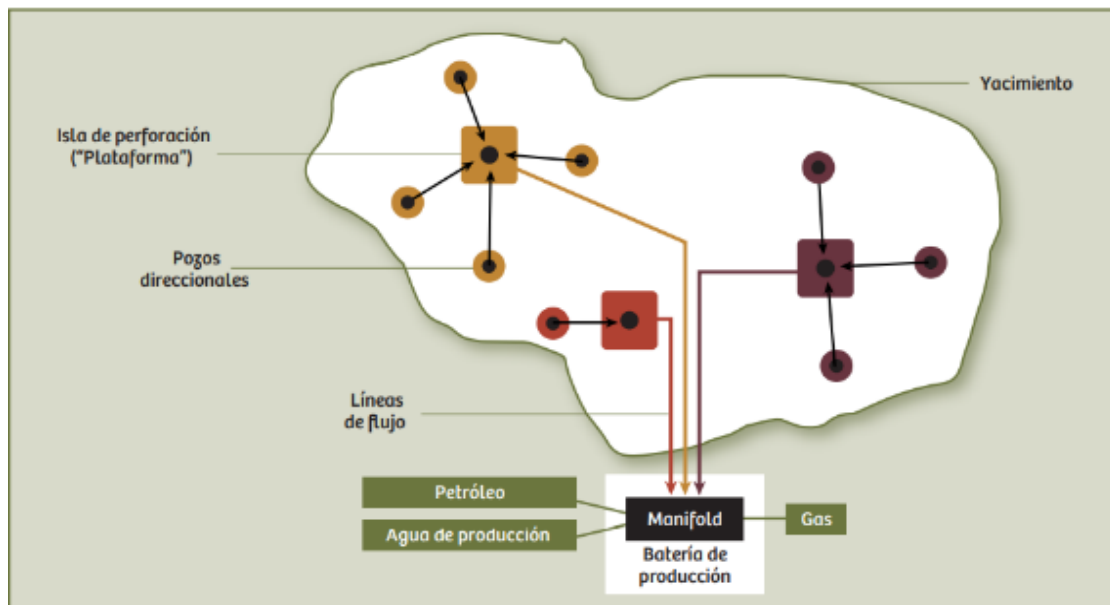 Yacimiento
Isla de perforación
("Plataforma")
Pozos
direccionales
Líneas
de flujo
Petróleo
Agua de producción
Manifold
Gas
Batería de
producción